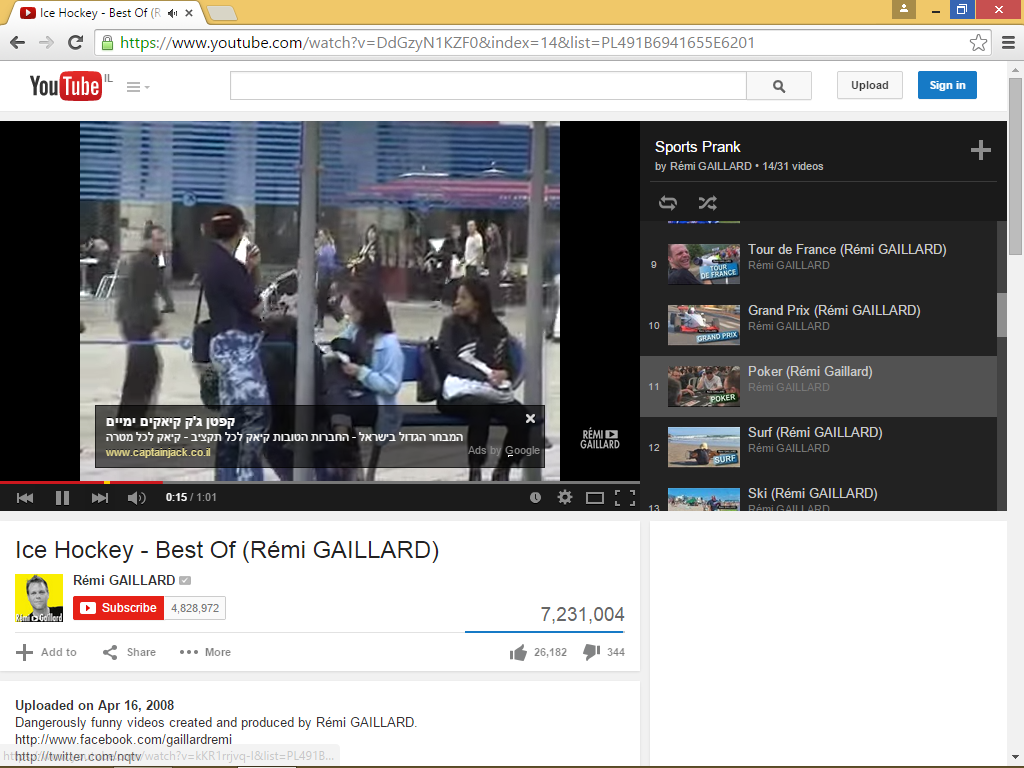 Ice Hockey - Best Of (R
https://www.youtube.com/watch?v=DdGzyN1KZF0&index=14&list=PL491B6941655E6201
YouTube IL
Upload
Sign in
קפטן ג'ק קיאקים ימיים
המבחר הגדול בישראל - החברות הטובות קיאק לכל תקציב - קיאק לכל מטרה
www.captainjack.co.il
Ads by Google
RÉMI
GAILLARD
0:15 / 1:01
Sports Prank
by Rémi GAILLARD • 14/31 videos
9
TOUR
DE FRANCE
Tour de France (Rémi GAILLARD)
Rémi GAILLARD
10
GRAND PRIX
Grand Prix (Rémi GAILLARD)
Rémi GAILLARD
11
POKER
Poker (Rémi Gaillard)
Rémi GAILLARD
12
SURF
Surf (Rémi GAILLARD)
Rémi GAILLARD
13
Ski (Rémi GAILLARD)
Rémi GAILLARD
Ice Hockey - Best Of (Rémi GAILLARD)
Rémi Gaillard
Rémi GAILLARD
Subscribe 4,828,972
7,231,004
Add to Share More
26,182 344
Uploaded on Apr 16, 2008
Dangerously funny videos created and produced by Rémi GAILLARD.
http://www.facebook.com/gaillardremi
http://twitter.com/nqtv